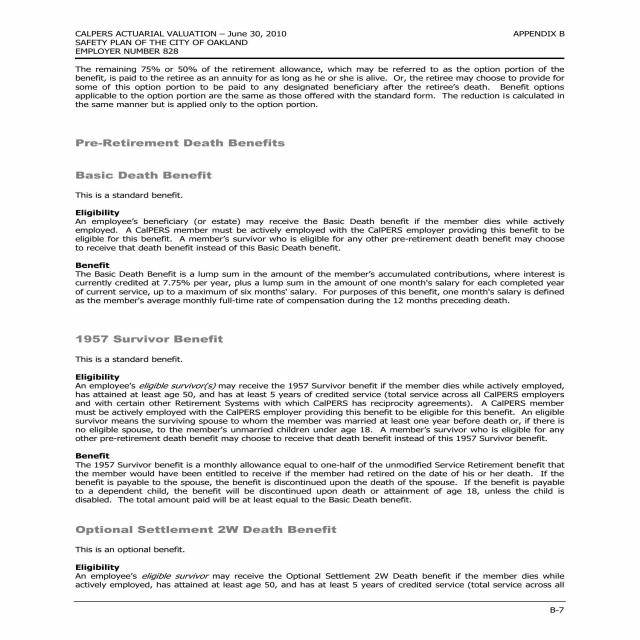 CALPERS ACTUARIAL VALUATION – June 30, 2010 APPENDIX B
SAFETY PLAN OF THE CITY OF OAKLAND
EMPLOYER NUMBER 828
The remaining 75% or 50% of the retirement allowance, which may be referred to as the option portion of the
benefit, is paid to the retiree as an annuity for as long as he or she is alive. Or, the retiree may choose to provide for
some of this option portion to be paid to any designated beneficiary after the retiree's death. Benefit options
applicable to the option portion are the same as those offered with the standard form. The reduction is calculated in
the same manner but is applied only to the option portion.
Pre-Retirement Death Benefits
Basic Death Benefit
This is a standard benefit.
Eligibility
An employee's beneficiary (or estate) may receive the Basic Death benefit if the member dies while actively
employed. A CalPERS member must be actively employed with the CalPERS employer providing this benefit to be
eligible for this benefit. A member's survivor who is eligible for any other pre-retirement death benefit may choose
to receive that death benefit instead of this Basic Death benefit.
Benefit
The Basic Death Benefit is a lump sum in the amount of the member's accumulated contributions, where interest is
currently credited at 7.75% per year, plus a lump sum in the amount of one month's salary for each completed year
of current service, up to a maximum of six months' salary. For purposes of this benefit, one month's salary is defined
as the member's average monthly full-time rate of compensation during the 12 months preceding death.
1957 Survivor Benefit
This is a standard benefit.
Eligibility
An employee's eligible survivor(s) may receive the 1957 Survivor benefit if the member dies while actively employed,
has attained at least age 50, and has at least 5 years of credited service (total service across all CalPERS employers
and with certain other Retirement Systems with which CalPERS has reciprocity agreements). A CalPERS member
must be actively employed with the CalPERS employer providing this benefit to be eligible for this benefit. An eligible
survivor means the surviving spouse to whom the member was married at least one year before death or, if there is
no eligible spouse, to the member's unmarried children under age 18. A member's survivor who is eligible for any
other pre-retirement death benefit may choose to receive that death benefit instead of this 1957 Survivor benefit.
Benefit
The 1957 Survivor benefit is a monthly allowance equal to one-half of the unmodified Service Retirement benefit that
the member would have been entitled to receive if the member had retired on the date of his or her death. If the
benefit is payable to the spouse, the benefit is discontinued upon the death of the spouse. If the benefit is payable
to a dependent child, the benefit will be discontinued upon death or attainment of age 18, unless the child is
disabled. The total amount paid will be at least equal to the Basic Death benefit.
Optional Settlement 2W Death Benefit
This is an optional benefit.
Eligibility
An employee's eligible survivor may receive the Optional Settlement 2W Death benefit if the member dies while
actively employed, has attained at least age 50, and has at least 5 years of credited service (total service across all
B-7